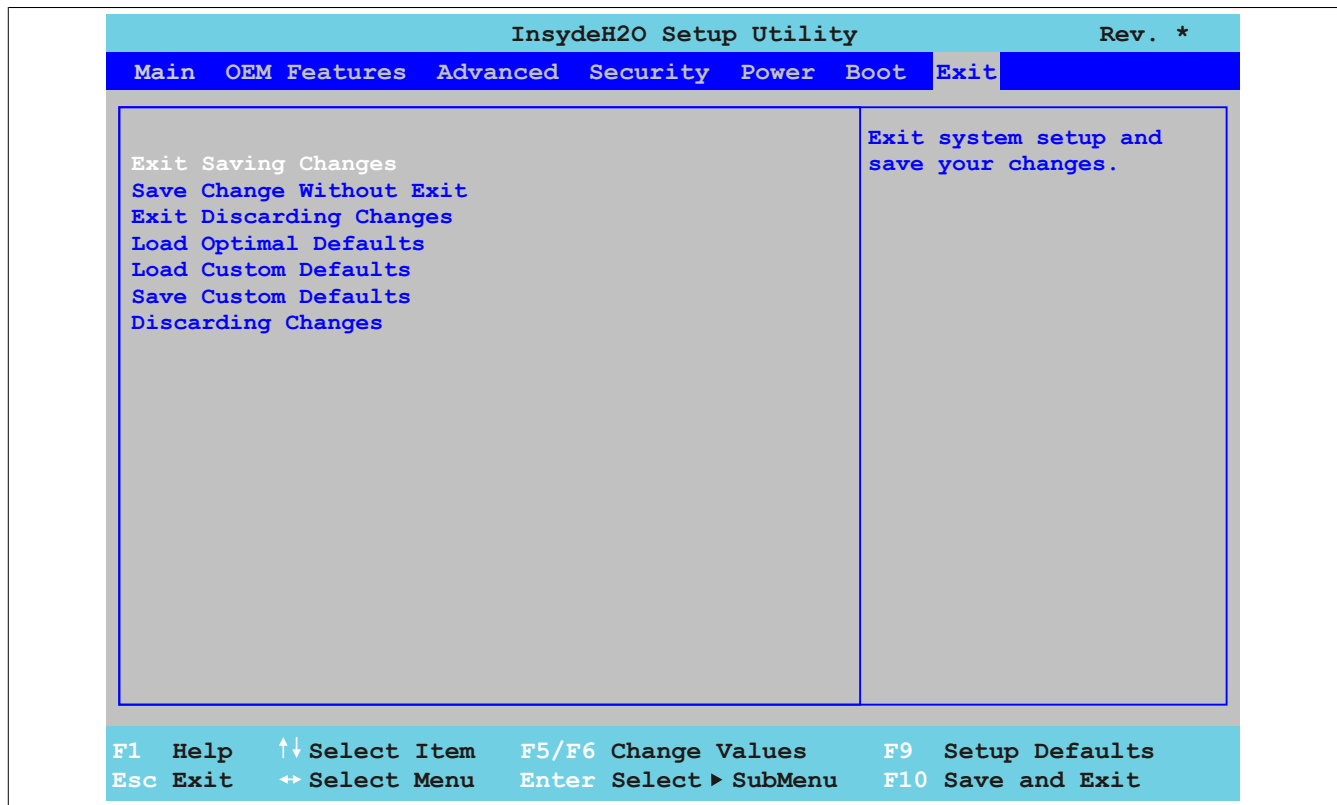 InsydeH2O Setup Utility Rev. *
Main OEM Features Advanced Security Power Boot Exit
Exit Saving Changes
Save Change Without Exit
Exit Discarding Changes
Load Optimal Defaults
Load Custom Defaults
Save Custom Defaults
Discarding Changes
Exit system setup and
save your changes.
F1 Help ↑↓ Select Item F5/F6 Change Values F9 Setup Defaults
Esc Exit ↔ Select Menu Enter Select ▶ SubMenu F10 Save and Exit